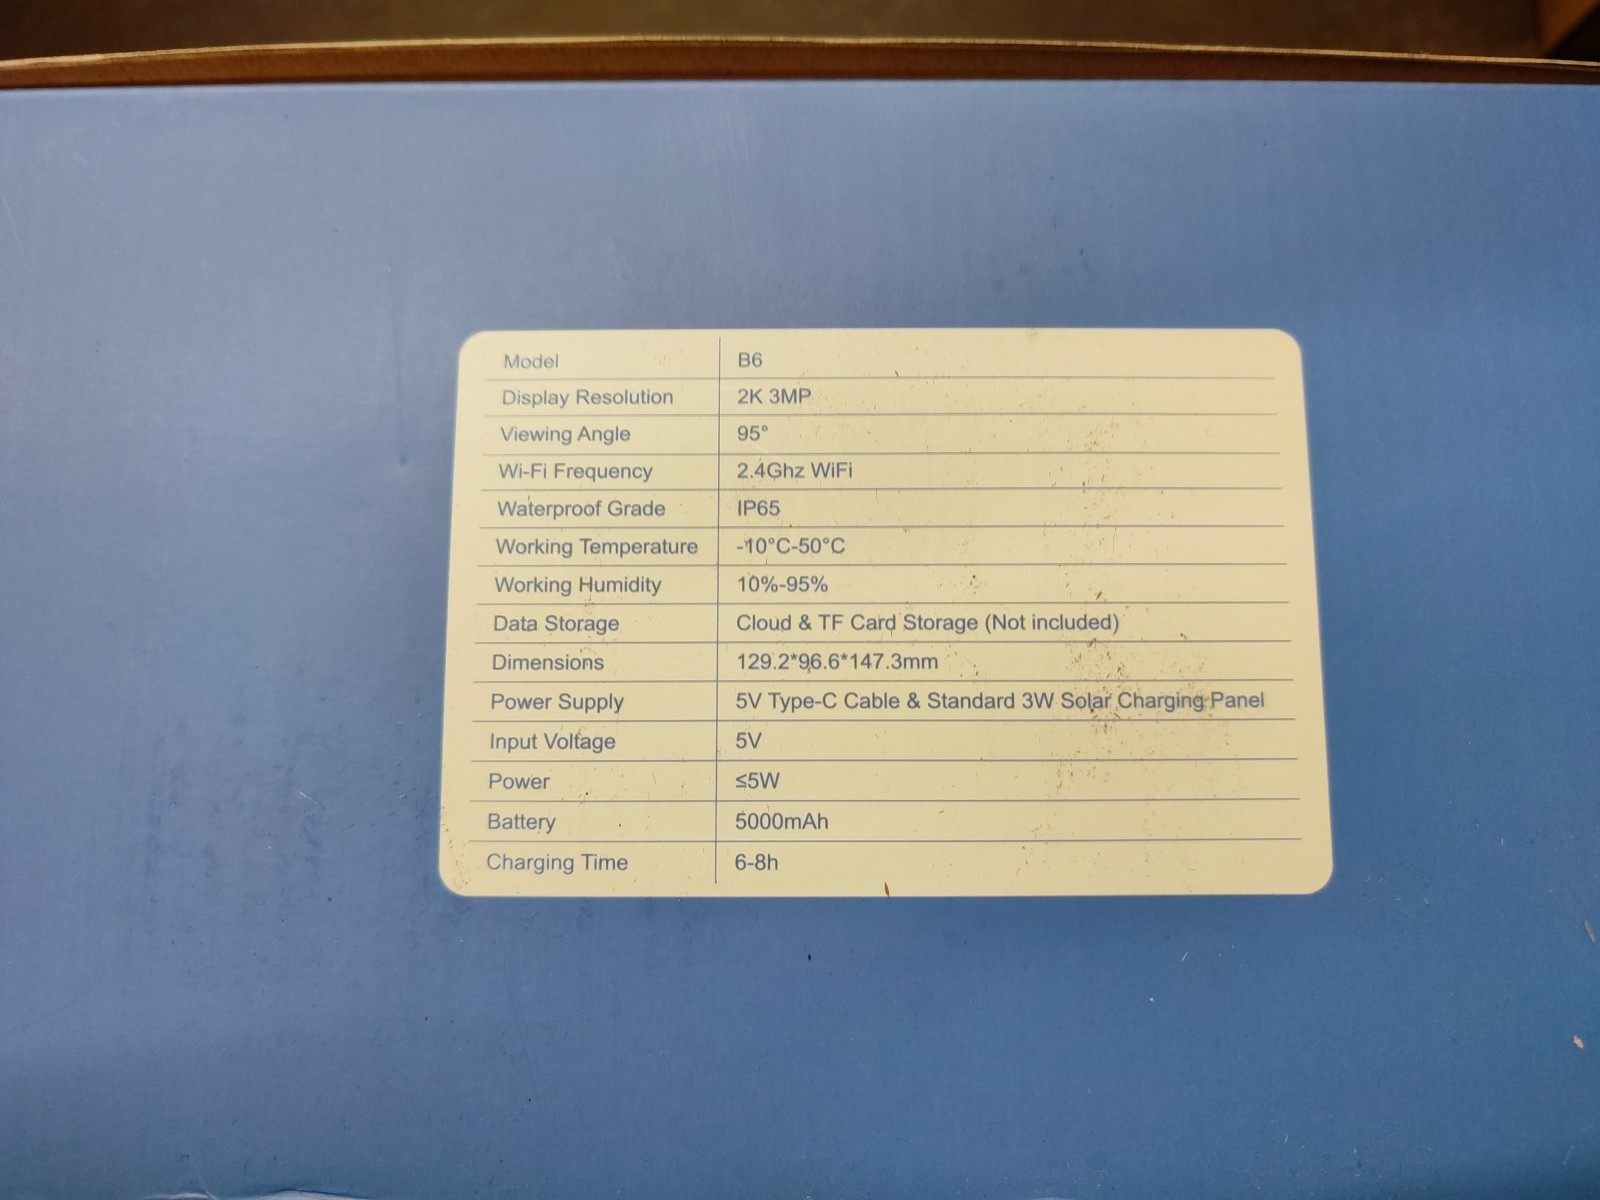 Model B6
Display Resolution 2K 3MP
Viewing Angle 95°
Wi-Fi Frequency 2.4Ghz WiFi
Waterproof Grade IP65
Working Temperature -10°C-50°C
Working Humidity 10%-95%
Data Storage Cloud & TF Card Storage (Not included)
Dimensions 129.2*96.6*147.3mm
Power Supply 5V Type-C Cable & Standard 3W Solar Charging Panel
Input Voltage 5V
Power ≤5W
Battery 5000mAh
Charging Time 6-8h